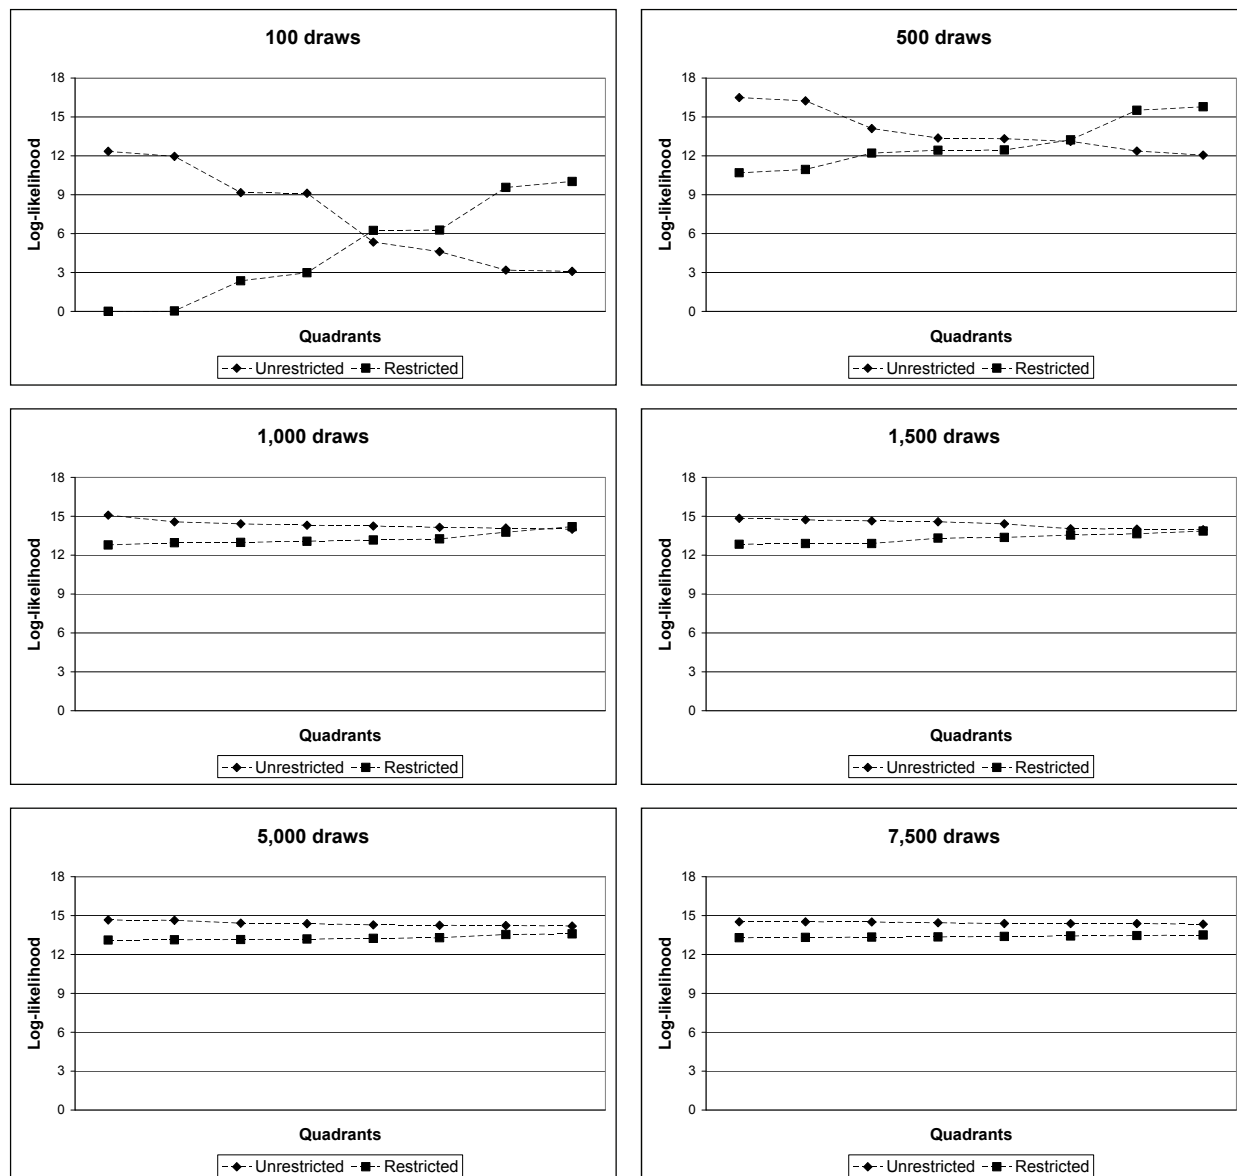 100 draws
18
15
12
9
6
3
0
Log-likelihood
Quadrants
Unrestricted Restricted
500 draws
18
15
12
9
6
3
0
Log-likelihood
Quadrants
Unrestricted Restricted
1,000 draws
18
15
12
9
6
3
0
Log-likelihood
Quadrants
Unrestricted Restricted
1,500 draws
18
15
12
9
6
3
0
Log-likelihood
Quadrants
Unrestricted Restricted
5,000 draws
18
15
12
9
6
3
0
Log-likelihood
Quadrants
Unrestricted Restricted
7,500 draws
18
15
12
9
6
3
0
Log-likelihood
Quadrants
Unrestricted Restricted